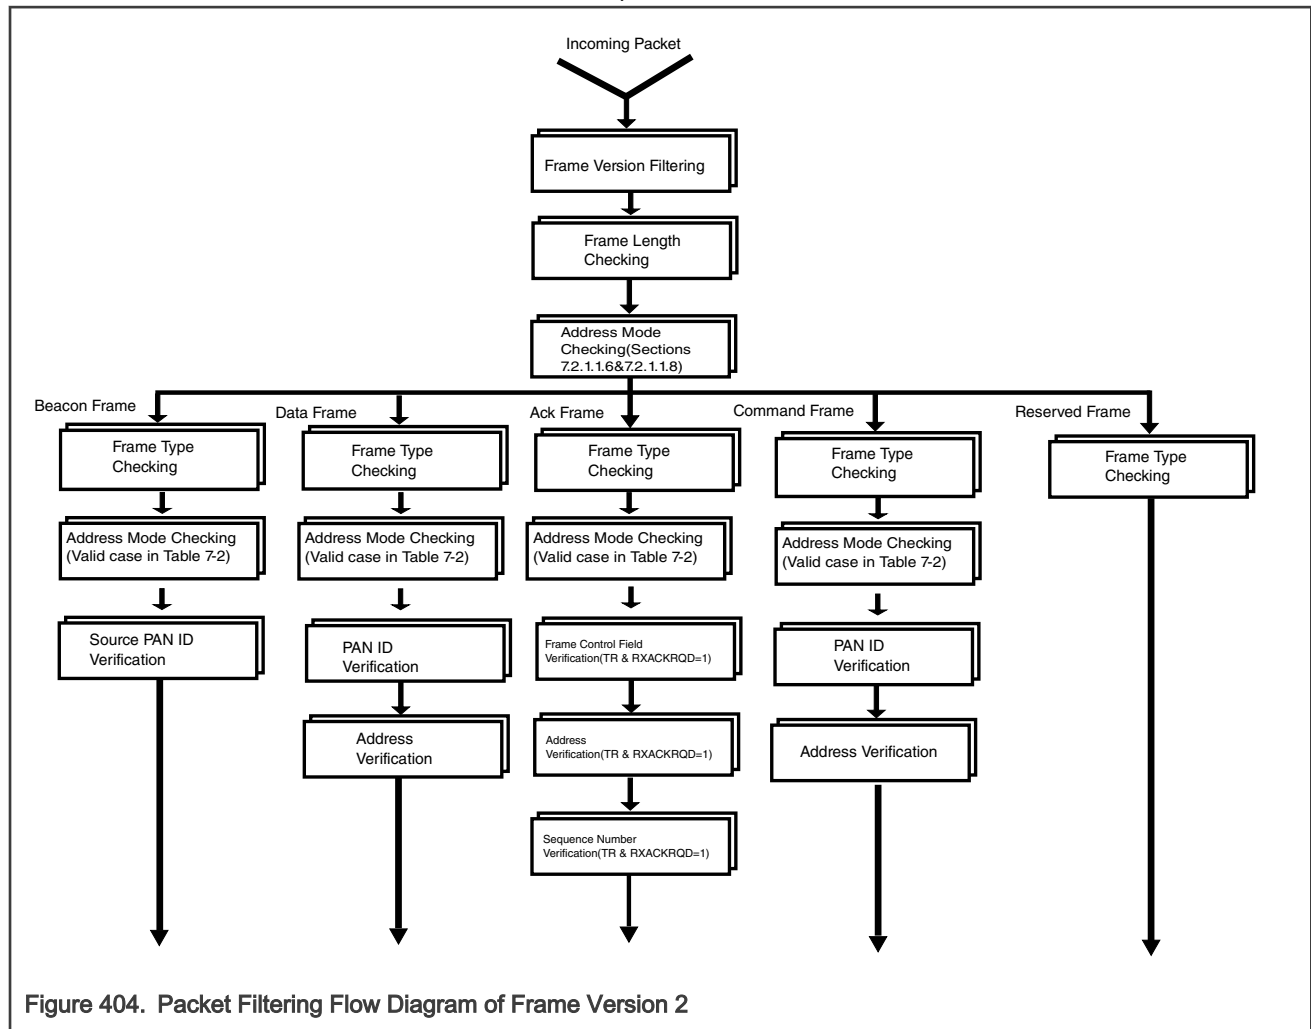 Incoming Packet
Frame Version Filtering
Frame Length
Checking
Address Mode
Checking(Sections
7.2.1.1.6&7.2.1.1.8)
Beacon Frame
Data Frame
Ack Frame
Command Frame
Reserved Frame
Frame Type
Checking
Frame Type
Checking
Frame Type
Checking
Frame Type
Checking
Frame Type
Checking
Address Mode Checking
(Valid case in Table 7-2)
Address Mode Checking
(Valid case in Table 7-2)
Address Mode Checking
(Valid case in Table 7-2)
Address Mode Checking
(Valid case in Table 7-2)
Source PAN ID
Verification
PAN ID
Verification
Frame Control Field
Verification(TR & RXACKRQD=1)
PAN ID
Verification
Address
Verification
Address
Verification(TR & RXACKRQD=1)
Address Verification
Sequence Number
Verification(TR & RXACKRQD=1)
Figure 404. Packet Filtering Flow Diagram of Frame Version 2